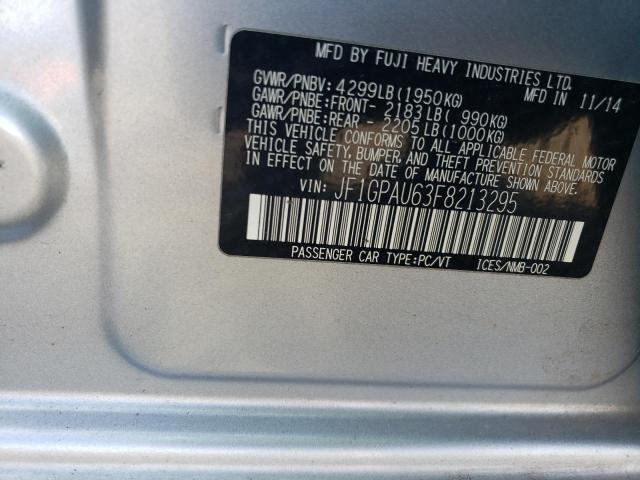 MFD BY FUJI HEAVY INDUSTRIES LTD.
MFD IN 11/14
GVWR/PNBV: 4299LB(1950KG)
GAWR/PNBE:FRONT- 2183LB( 990KG)
GAWR/PNBE:REAR - 2205LB(1000KG)
THIS VEHICLE CONFORMS TO ALL APPLICABLE FEDERAL MOTOR
VEHICLE SAFETY, BUMPER, AND THEFT PREVENTION STANDARDS
IN EFFECT ON THE DATE OF MANUFACTURE SHOWN ABOVE.
VIN: JF1GPAU63F8213295
PASSENGER CAR TYPE:PC/VT ICES/NMB-002